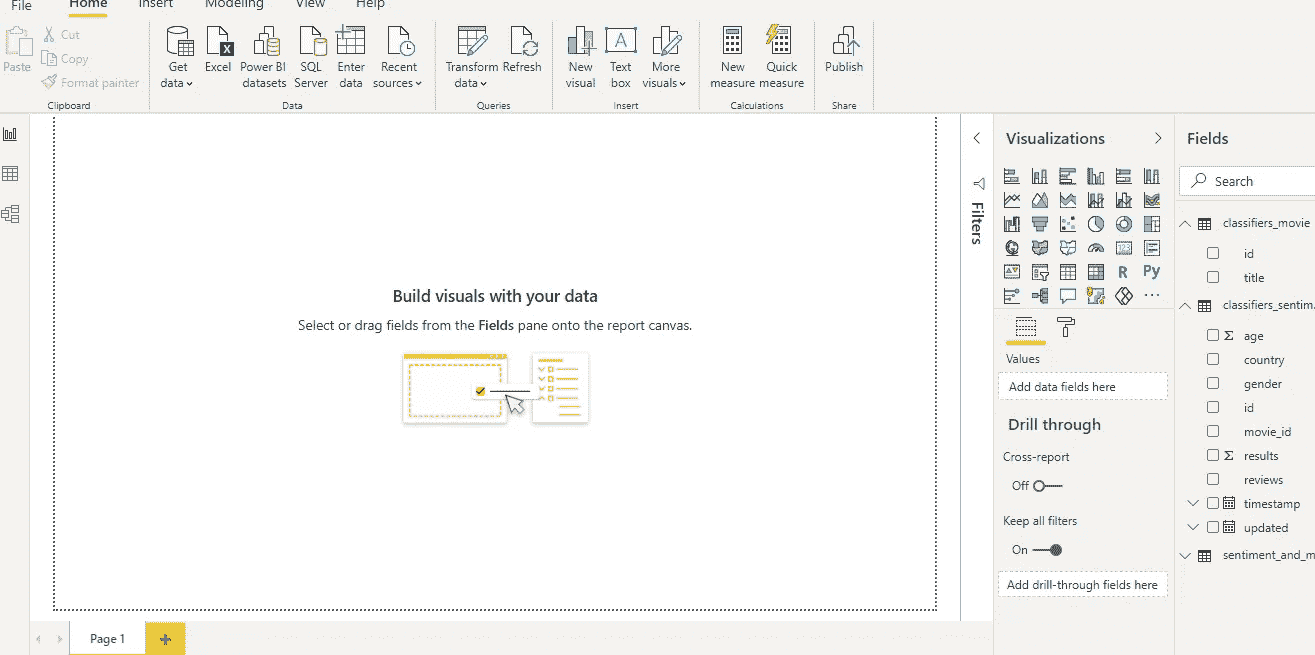 File Home Insert Modeling View Help
Paste
Cut
Copy
Format painter
Clipboard
Get data
Excel
Power BI datasets
SQL Server
Enter data
Recent sources
Data
Transform data
Refresh
Queries
New visual
Text box
More visuals
Insert
New measure
Quick measure
Calculations
Publish
Share
Build visuals with your data
Select or drag fields from the Fields pane onto the report canvas.
Filters
Visualizations
R
Py
123
A
Values
Add data fields here
Drill through
Cross-report
Off
Keep all filters
On
Add drill-through fields here
Fields
Search
classifiers_movie
id
title
classifiers_sentim
Σ age
country
gender
id
movie_id
Σ results
reviews
timestamp
updated
sentiment_and_m
Page 1